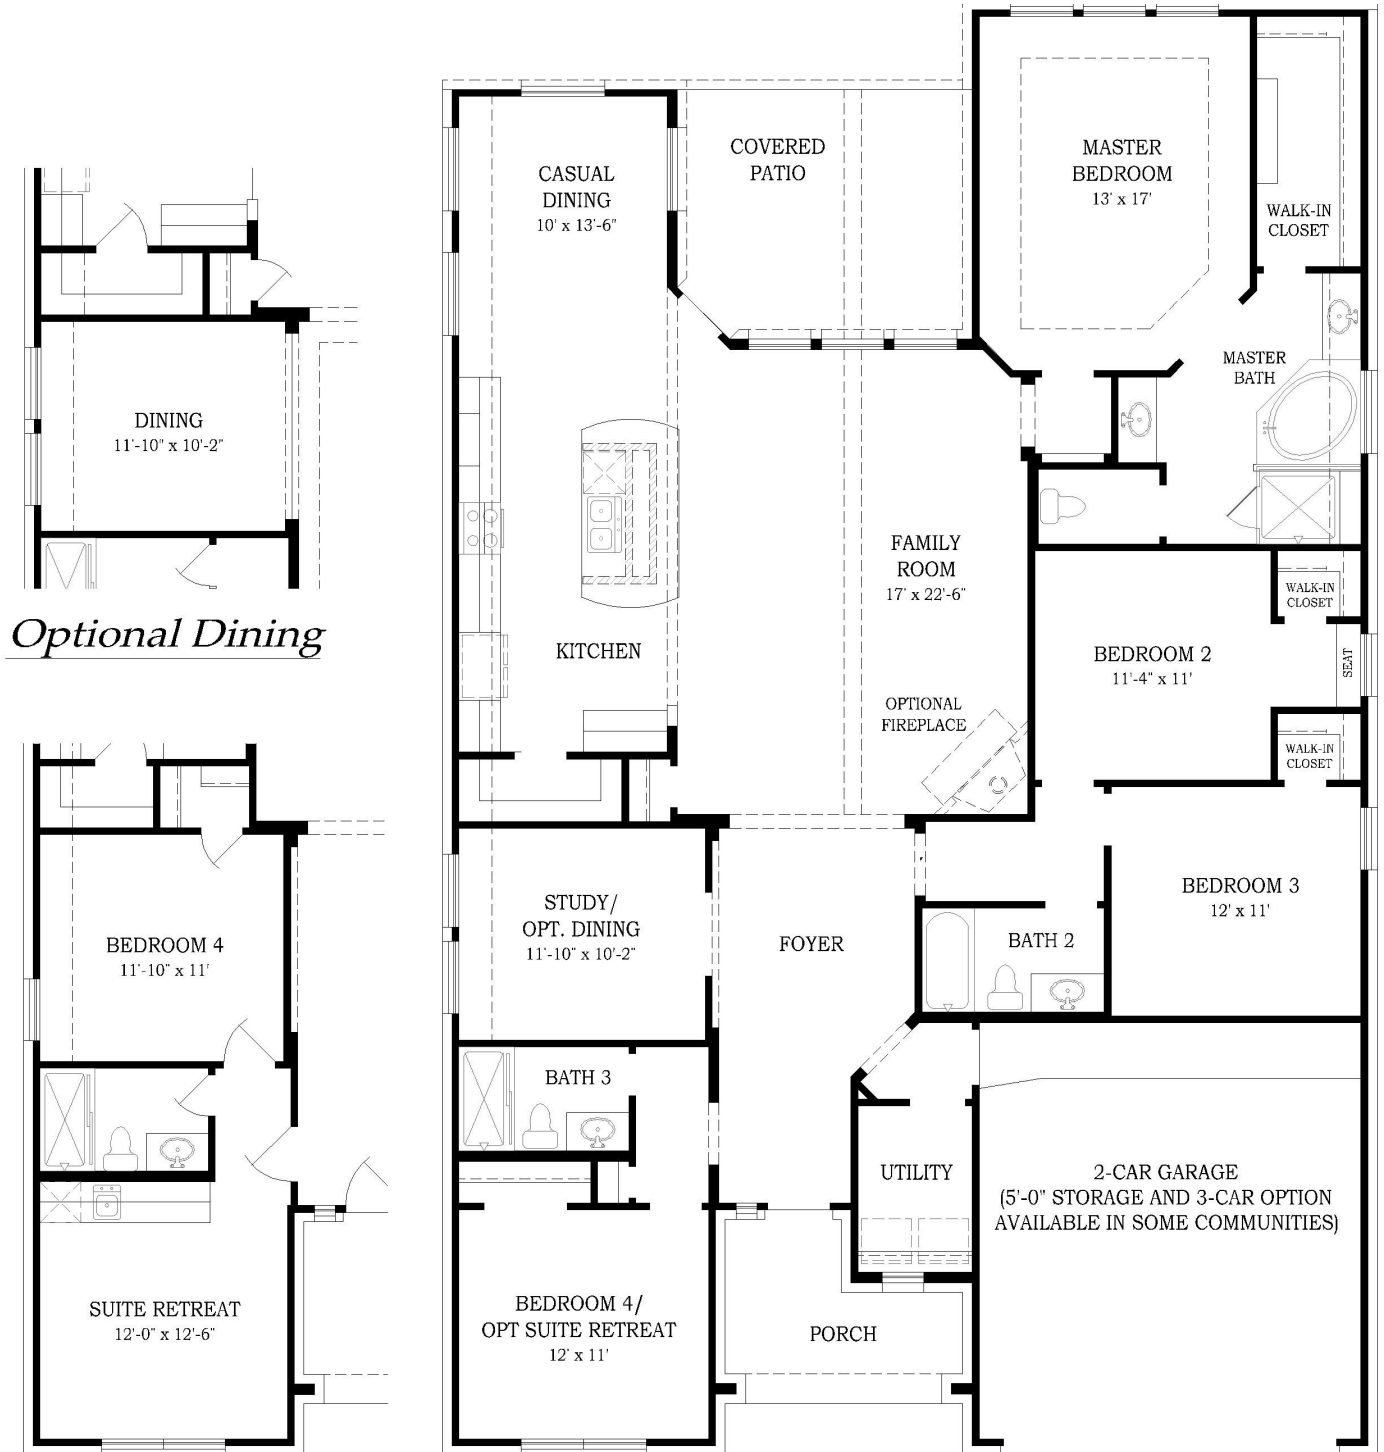 DINING
11'-10" x 10'-2"
Optional Dining
BEDROOM 4
11'-10" x 11'
SUITE RETREAT
12'-0" x 12'-6"
CASUAL
DINING
10' x 13'-6"
COVERED
PATIO
MASTER
BEDROOM
13' x 17'
WALK-IN
CLOSET
MASTER
BATH
FAMILY
ROOM
17' x 22'-6"
KITCHEN
OPTIONAL
FIREPLACE
WALK-IN
CLOSET
BEDROOM 2
11'-4" x 11'
SEAT
WALK-IN
CLOSET
STUDY/
OPT. DINING
11'-10" x 10'-2"
FOYER
BEDROOM 3
12' x 11'
BATH 2
BATH 3
UTILITY
2-CAR GARAGE
(5'-0" STORAGE AND 3-CAR OPTION
AVAILABLE IN SOME COMMUNITIES)
BEDROOM 4/
OPT SUITE RETREAT
12' x 11'
PORCH